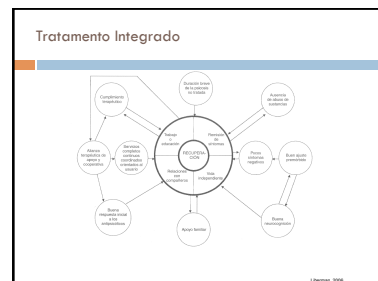 Tratamento Integrado
Duración breve
de la psicosis
no tratada
Cumplimiento
terapéutico
Ausencia
de abuso de
sustancias
Trabajo
o
educación
Remisión
de
síntomas
Alianza
terapéutica de
apoyo y
cooperación
Servicios
completos
continuos
coordinados
orientados al
usuario
RECUPERA-
CIÓN
Pocos
síntomas
negativos
Buen ajuste
premórbido
Relaciones
con
compañeros
Vida
independiente
Buena
respuesta inicial
a los
antipsicóticos
Apoyo familiar
Buena
neurocognición
Liberman, 2006